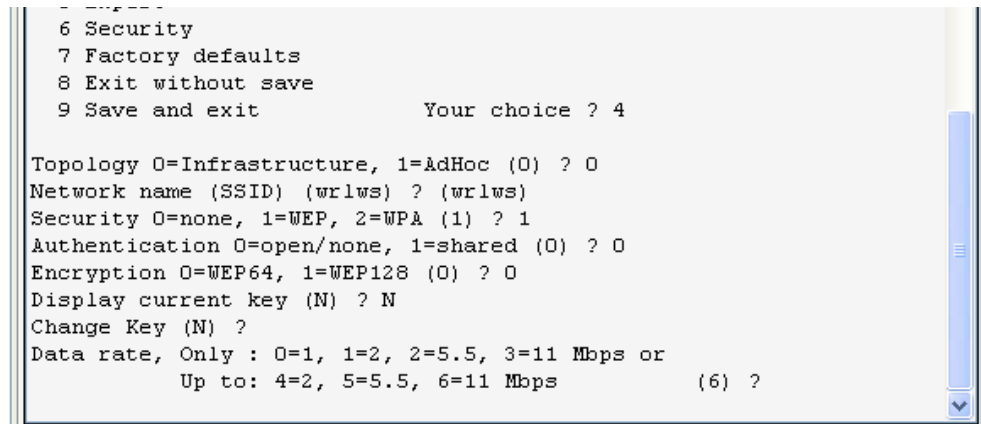 6 Security
7 Factory defaults
8 Exit without save
9 Save and exit Your choice ? 4
Topology 0=Infrastructure, 1=AdHoc (0) ? 0
Network name (SSID) (wrlws) ? (wrlws)
Security 0=none, 1=WEP, 2=WPA (1) ? 1
Authentication 0=open/none, 1=shared (0) ? 0
Encryption 0=WEP64, 1=WEP128 (0) ? 0
Display current key (N) ? N
Change Key (N) ?
Data rate, Only : 0=1, 1=2, 2=5.5, 3=11 Mbps or
Up to: 4=2, 5=5.5, 6=11 Mbps (6) ?